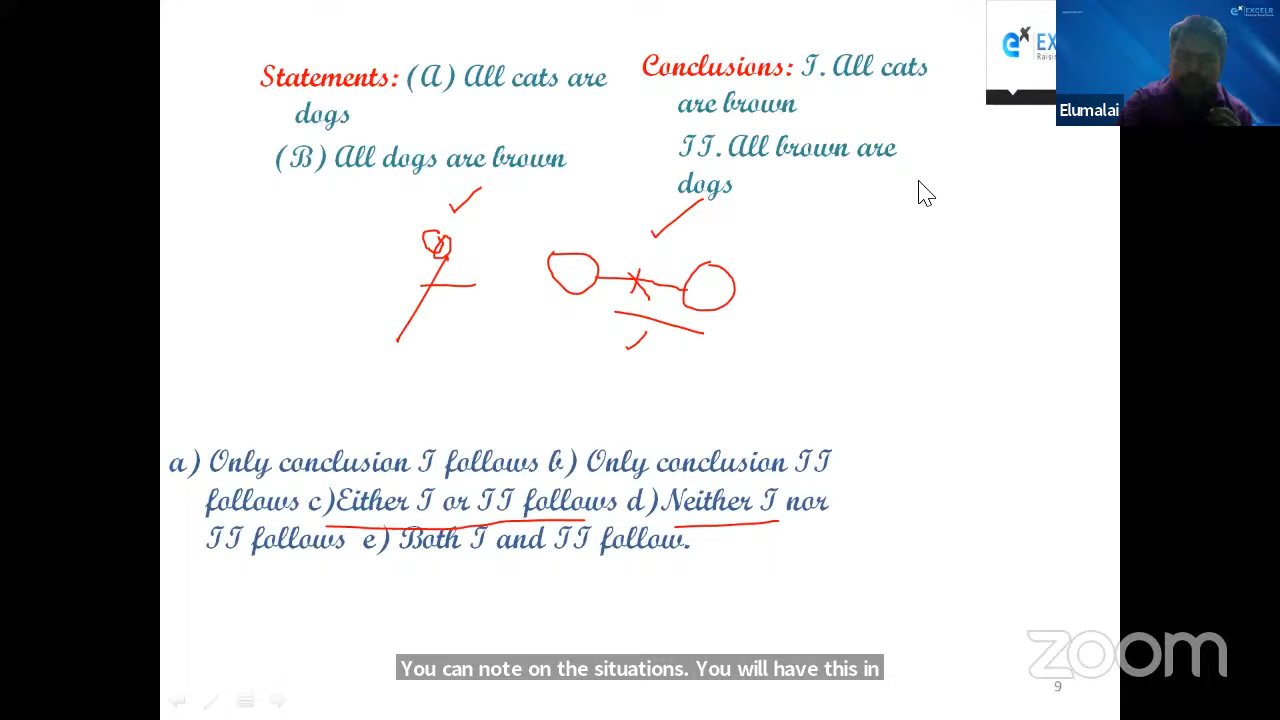 Statements: (A) All cats are
dogs
(B) All dogs are brown
Conclusions: I. All cats
are brown
II. All brown are
dogs
a) Only conclusion I follows b) Only conclusion II
follows c)Either I or II follows d)Neither I nor
II follows e) Both I and II follow.
You can note on the situations. You will have this in
zoom
9
Elumalai
EXCELR